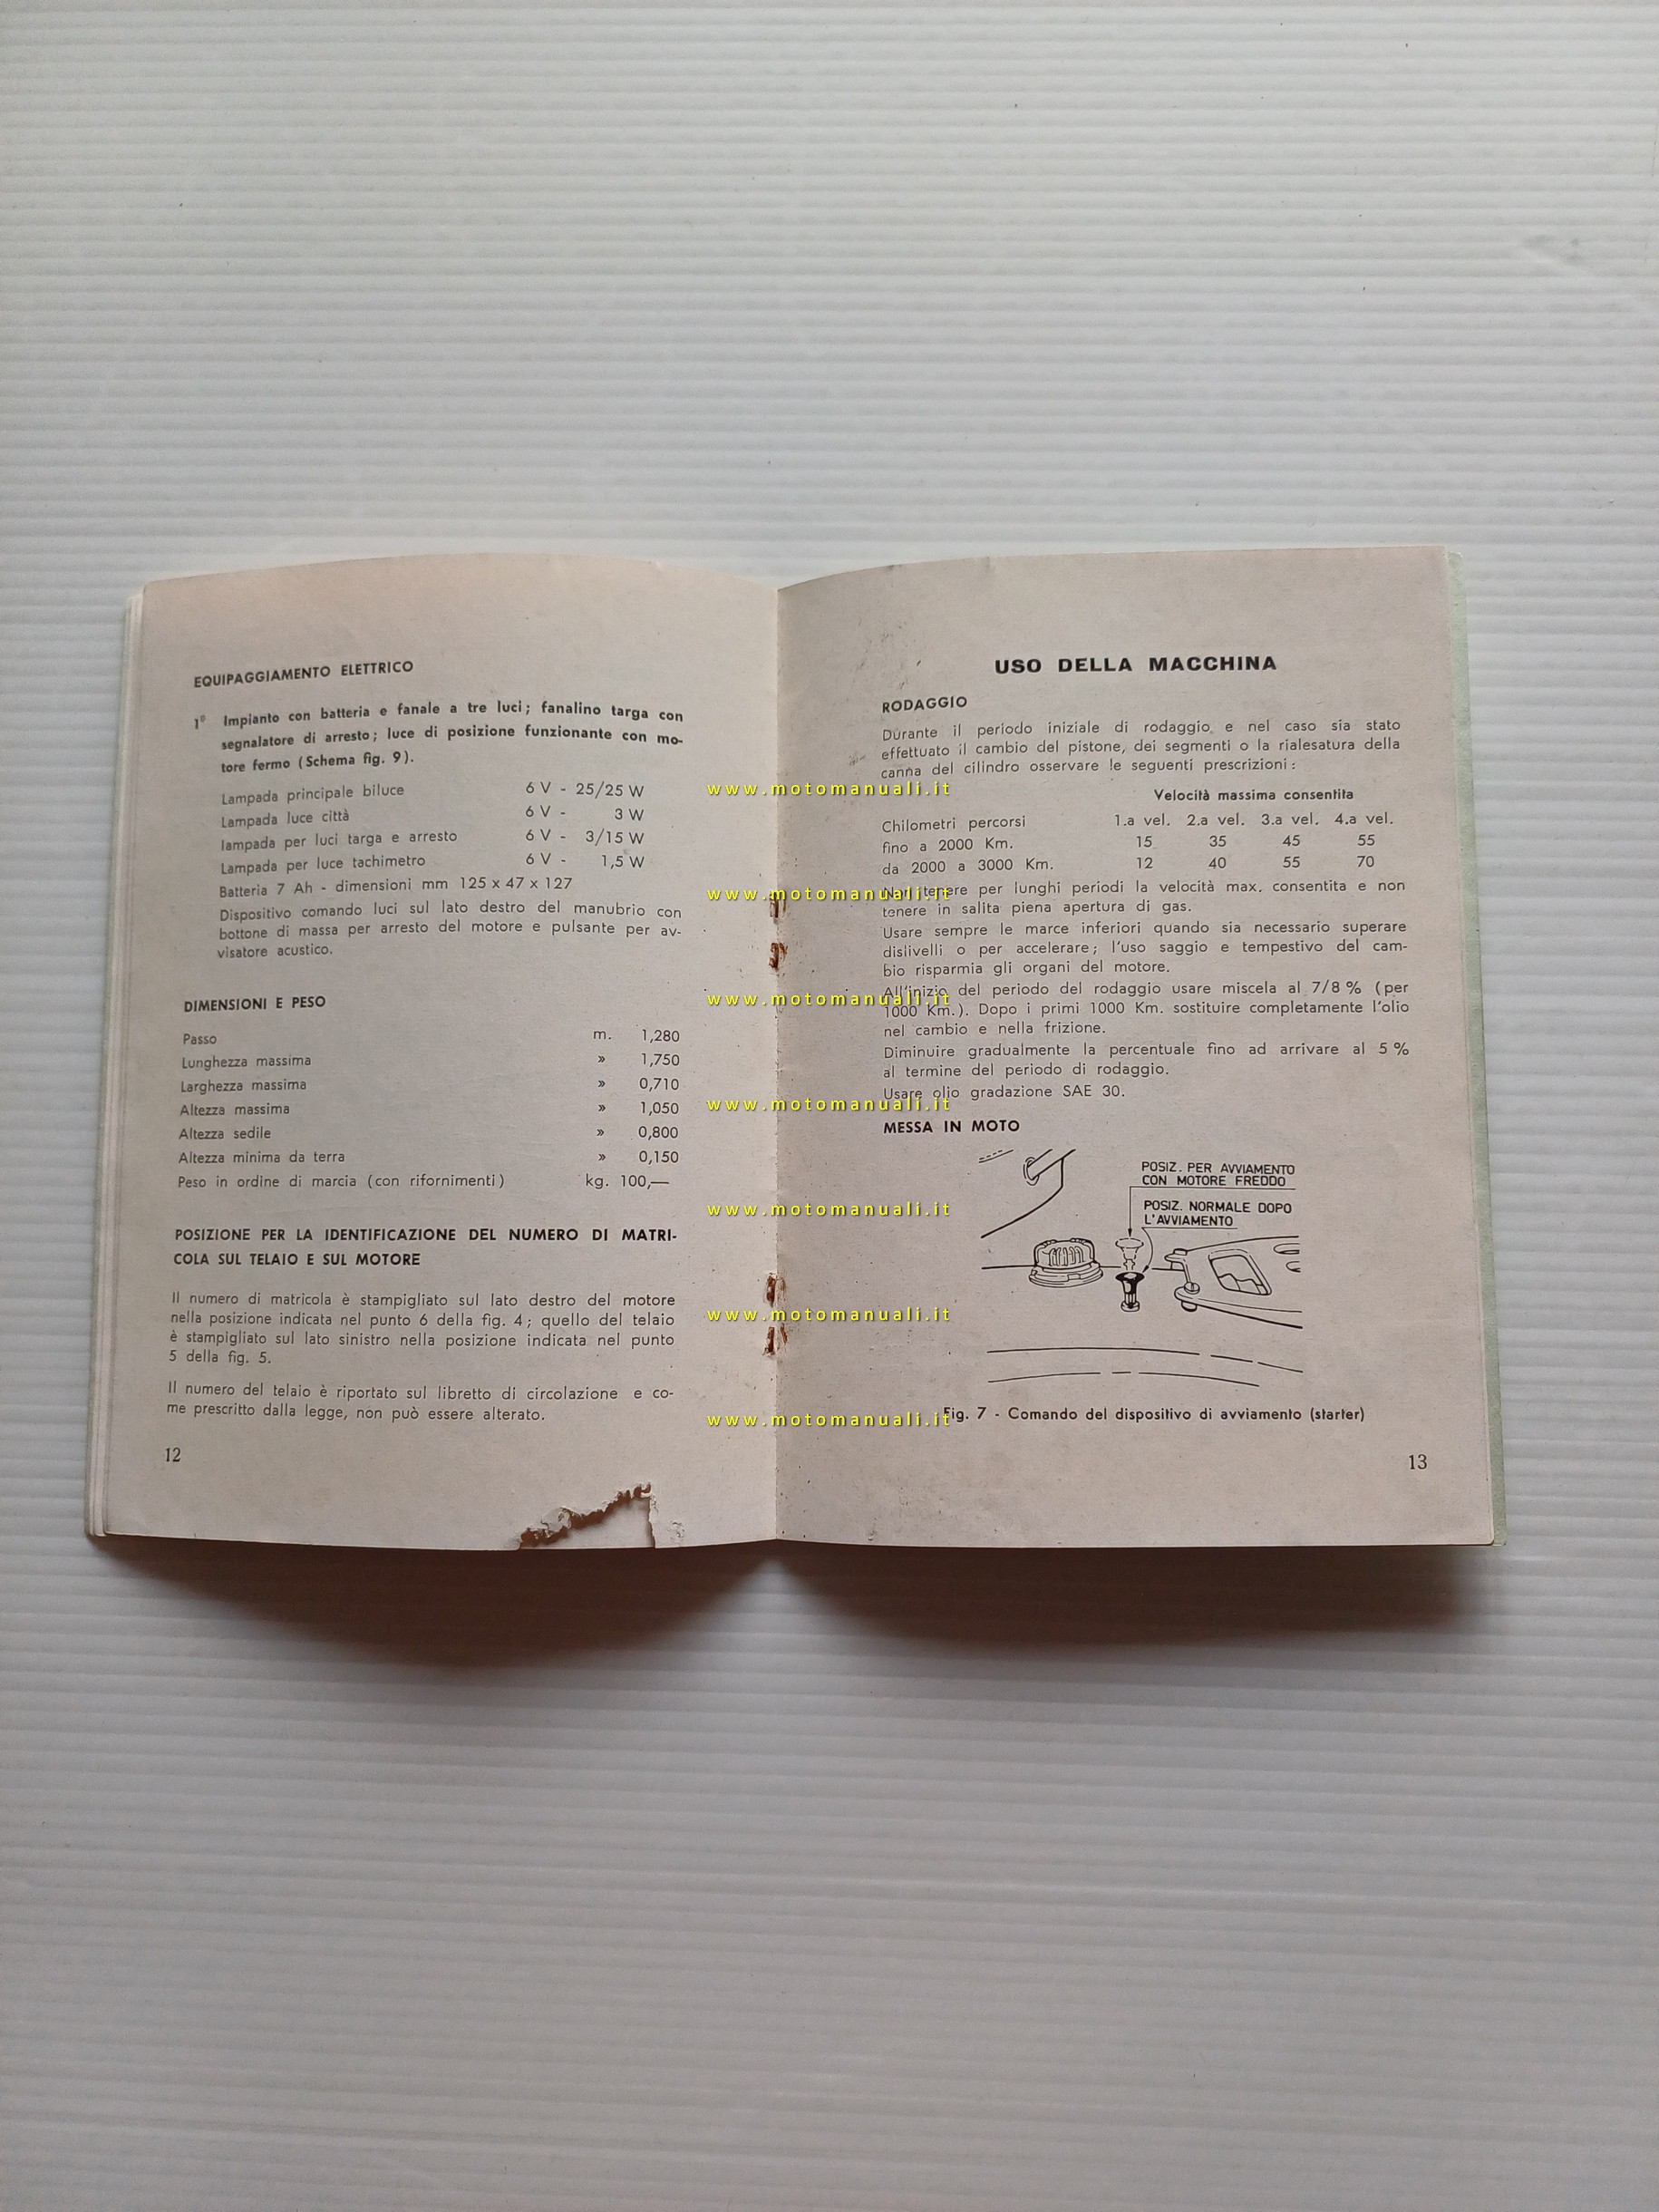 EQUIPAGGIAMENTO ELETTRICO
1º Impianto con batteria e fanale a tre luci; fanalino targa con
segnalatore di arresto; luce di posizione funzionante con mo-
tore fermo (Schema fig. 9).
Lampada principale biluce 6 V - 25/25 W
Lampada luce città 6 V - 3 W
lampada per luci targa e arresto 6 V - 3/15 W
Lampada per luce tachimetro 6 V - 1,5 W
Batteria 7 Ah - dimensioni mm 125 x 47 x 127
Dispositivo comando luci sul lato destro del manubrio con
bottone di massa per arresto del motore e pulsante per av-
visatore acustico.
DIMENSIONI E PESO
Passo m. 1,280
Lunghezza massima » 1,750
Larghezza massima » 0,710
Altezza massima » 1,050
Altezza sedile » 0,800
Altezza minima da terra » 0,150
Peso in ordine di marcia (con rifornimenti) kg. 100,—
POSIZIONE PER LA IDENTIFICAZIONE DEL NUMERO DI MATRI-
COLA SUL TELAIO E SUL MOTORE
Il numero di matricola è stampigliato sul lato destro del motore
nella posizione indicata nel punto 6 della fig. 4; quello del telaio
è stampigliato sul lato sinistro nella posizione indicata nel punto
5 della fig. 5.
Il numero del telaio è riportato sul libretto di circolazione e co-
me prescritto dalla legge, non può essere alterato.
12
USO DELLA MACCHINA
RODAGGIO
Durante il periodo iniziale di rodaggio e nel caso sia stato
effettuato il cambio del pistone, dei segmenti o la rialesatura della
canna del cilindro osservare le seguenti prescrizioni:
Velocità massima consentita
Chilometri percorsi 1.a vel. 2.a vel. 3.a vel. 4.a vel.
fino a 2000 Km. 15 35 45 55
da 2000 a 3000 Km. 12 40 55 70
Non tenere per lunghi periodi la velocità max. consentita e non
tenere in salita piena apertura di gas.
Usare sempre le marce inferiori quando sia necessario superare
dislivelli o per accelerare; l'uso saggio e tempestivo del cam-
bio risparmia gli organi del motore.
All'inizio del periodo del rodaggio usare miscela al 7/8 % (per
1000 Km.). Dopo i primi 1000 Km. sostituire completamente l'olio
nel cambio e nella frizione.
Diminuire gradualmente la percentuale fino ad arrivare al 5 %
al termine del periodo di rodaggio.
Usare olio gradazione SAE 30.
MESSA IN MOTO
POSIZ. PER AVVIAMENTO
CON MOTORE FREDDO
POSIZ. NORMALE DOPO
L'AVVIAMENTO
Fig. 7 - Comando del dispositivo di avviamento (starter)
13
www.motomanuali.it
www.motomanuali.it
www.motomanuali.it
www.motomanuali.it
www.motomanuali.it
www.motomanuali.it
www.motomanuali.it